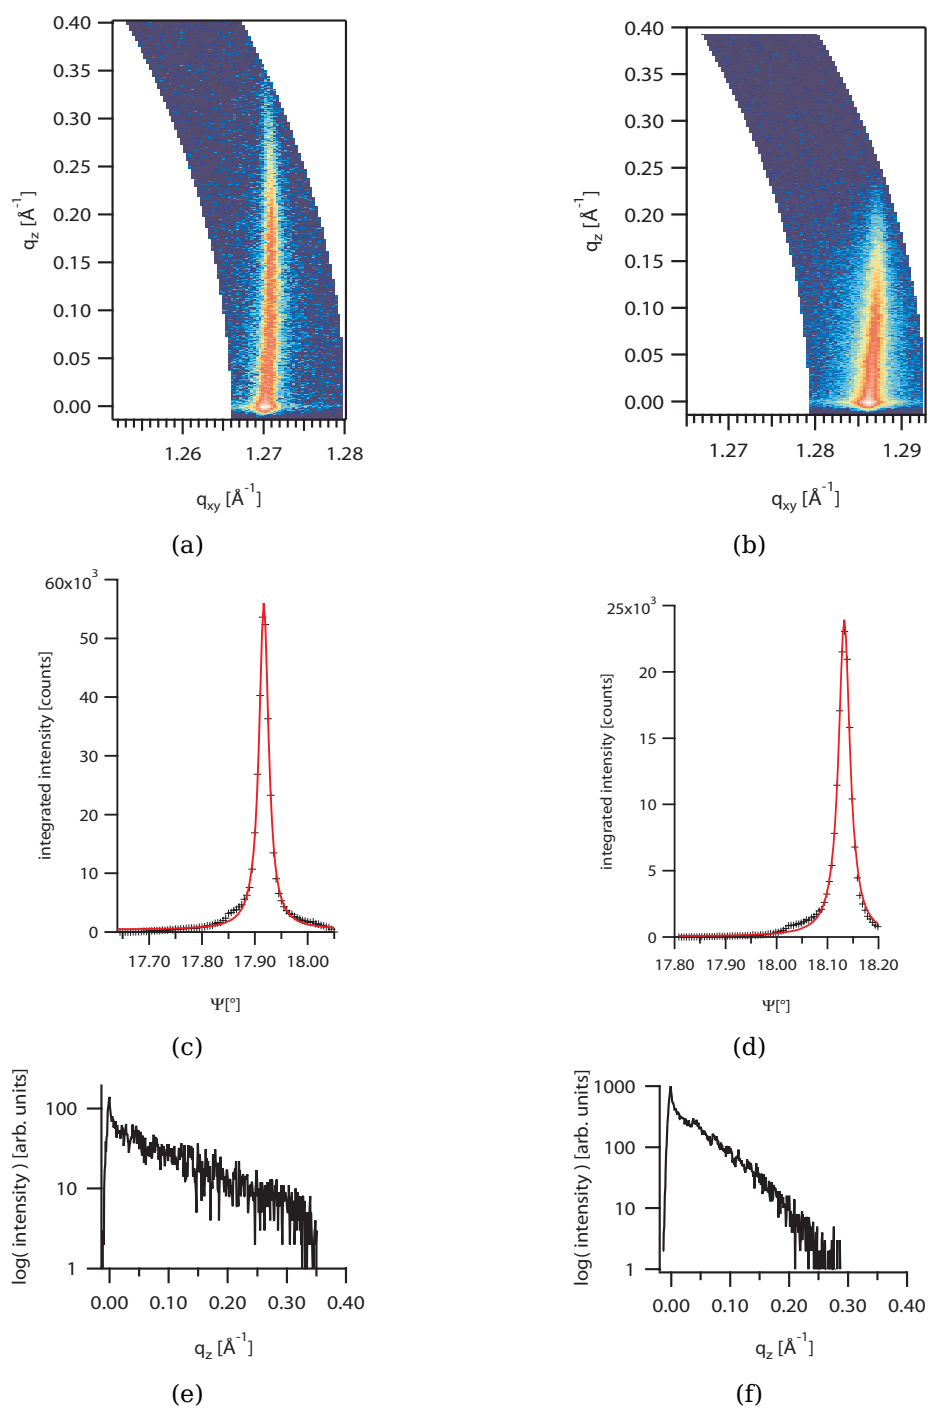 0.40
0.35
0.30
0.25
0.20
0.15
0.10
0.05
0.00
q_z [Å⁻¹]
1.26 1.27 1.28
q_xy [Å⁻¹]
(a)
0.40
0.35
0.30
0.25
0.20
0.15
0.10
0.05
0.00
q_z [Å⁻¹]
1.27 1.28 1.29
q_xy [Å⁻¹]
(b)
60x10³
50
40
30
20
10
0
integrated intensity [counts]
17.70 17.80 17.90 18.00
Ψ[°]
(c)
25x10³
20
15
10
5
0
integrated intensity [counts]
17.80 17.90 18.00 18.10 18.20
Ψ[°]
(d)
100
10
1
log( intensity ) [arb. units]
0.00 0.10 0.20 0.30 0.40
q_z [Å⁻¹]
(e)
1000
100
10
1
log( intensity ) [arb. units]
0.00 0.10 0.20 0.30 0.40
q_z [Å⁻¹]
(f)